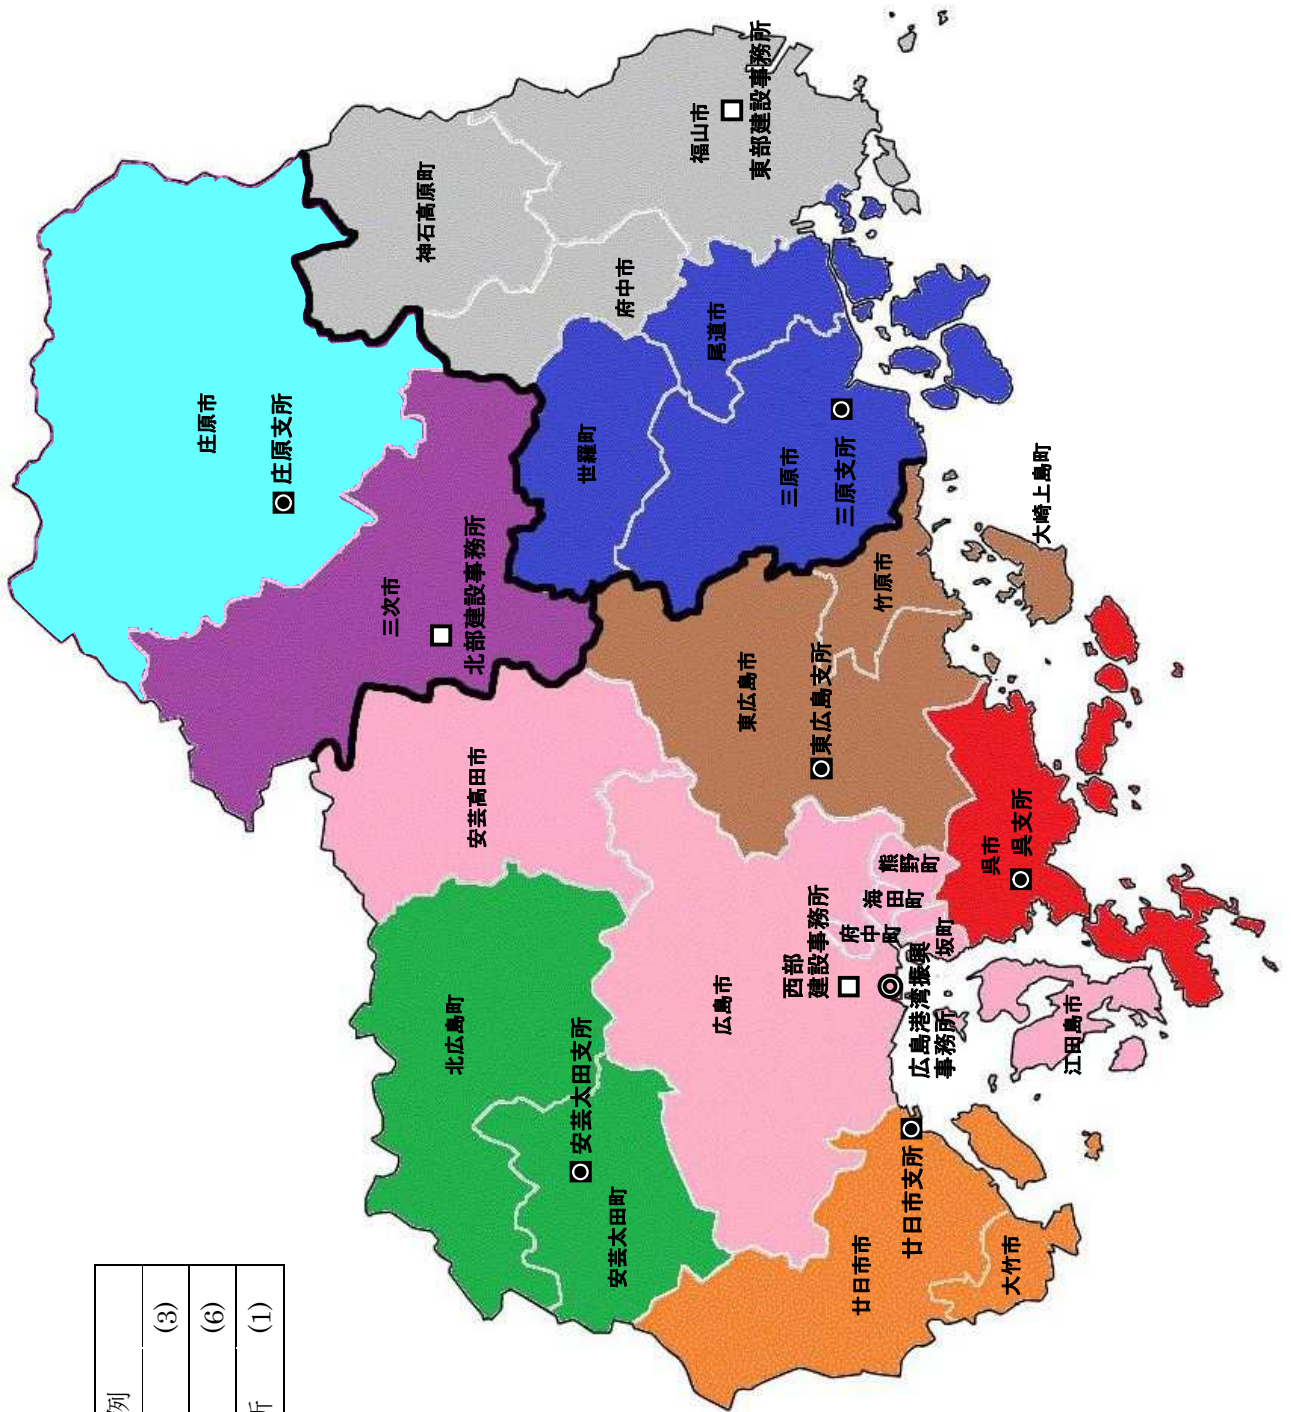 例
(3)
(6)
(1)
庄原市
庄原支所
三次市
北部建設事務所
神石高原町
北広島町
安芸高田市
安芸太田支所
安芸太田町
世羅町
府中市
福山市
東部建設事務所
尾道市
広島市
東広島市
三原市
三原支所
西部
建設事務所
東広島支所
府中町
海田町
熊野町
竹原市
廿日市市
廿日市支所
広島港湾振興
事務所
坂町
呉市
呉支所
大竹市
江田島市
大崎上島町